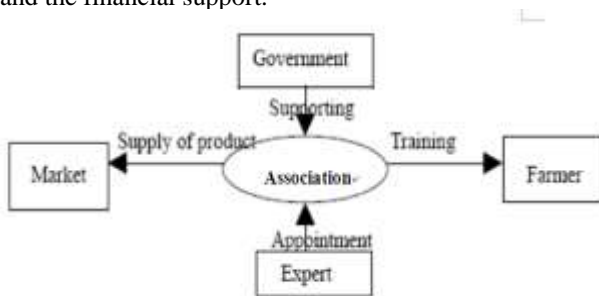 and the financial support.
Government
Supporting
Supply of product
Training
Market
Association
Farmer
Appointment
Expert